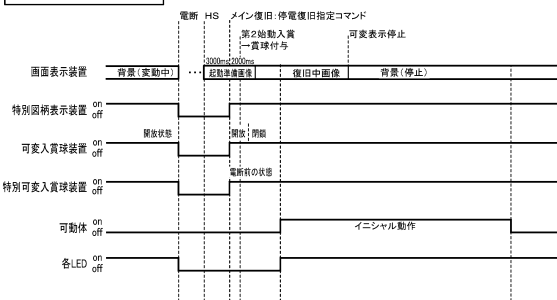 電断 HS メイン復旧:停電復旧指定コマンド
第2始動入賞
→賞球付与
可変表示停止
3000ms 2000ms
画面表示装置 背景(変動中) … 起動準備画像 復旧中画像 背景(停止)
特別図柄表示装置 on
off
開放状態 開放 閉鎖
可変入賞球装置 on
off
電断前の状態
特別可変入賞球装置 on
off
可動体 on
off
イニシャル動作
各LED on
off